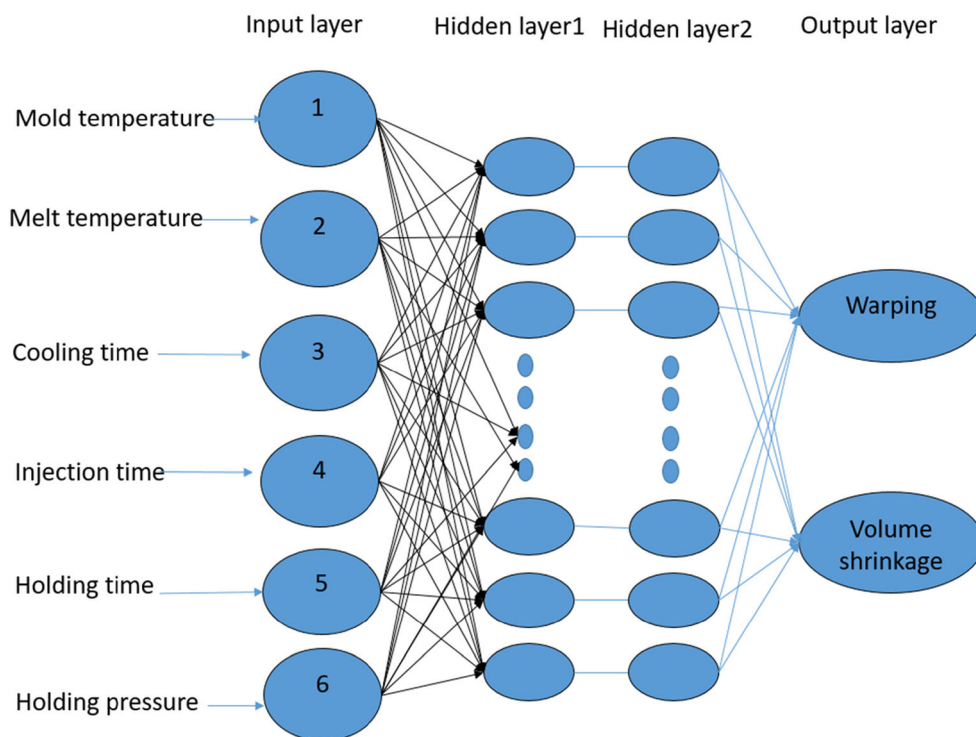 Input layer
Hidden layer1
Hidden layer2
Output layer
Mold temperature
1
Melt temperature
2
Cooling time
3
Injection time
4
Holding time
5
Holding pressure
6
Warping
Volume
shrinkage